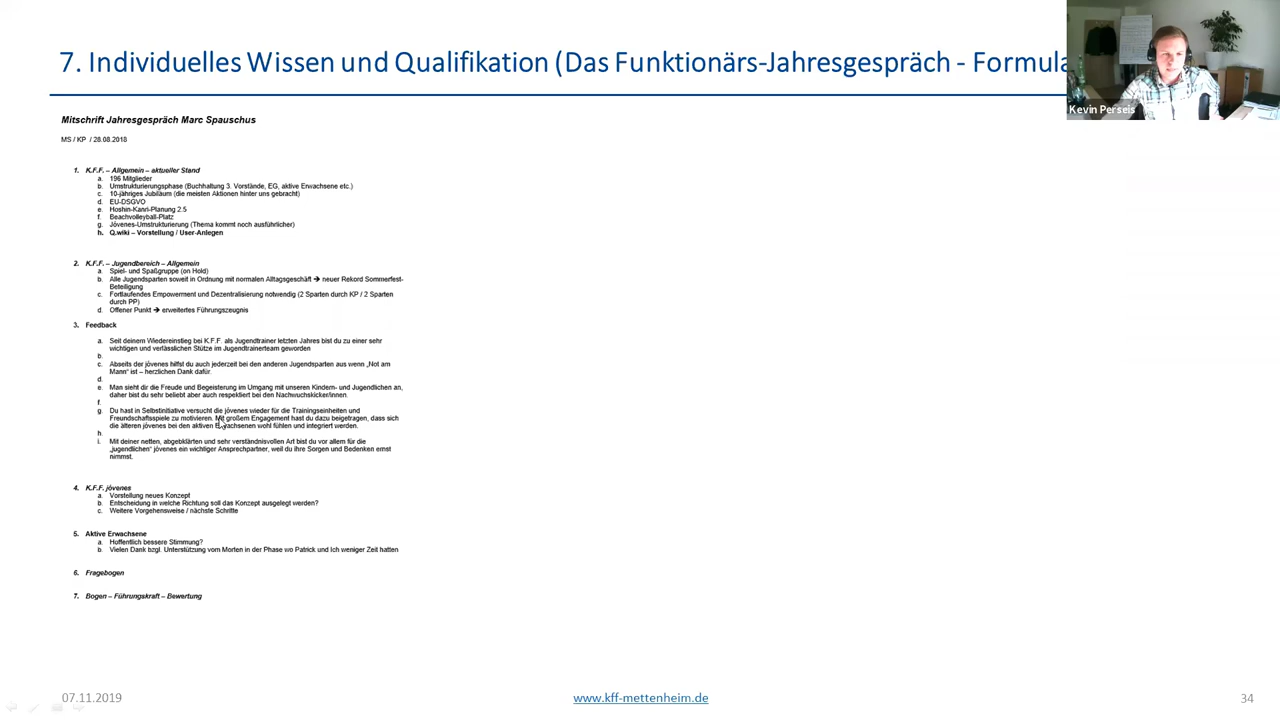 7. Individuelles Wissen und Qualifikation (Das Funktionärs-Jahresgespräch - Formula
Kevin Perseis
Mitschrift Jahresgespräch Marc Spauschus
MS / KP / 28.08.2018
1. K.F.F. – Allgemein – aktueller Stand
a. 196 Mitglieder
b. Umstrukturierungsphase (Buchhaltung 3. Vorstände, EG, aktive Erwachsene etc.)
c. 10-jähriges Jubiläum (die meisten Aktionen hinter uns gebracht)
d. EU-DSGVO
e. Hoshin-Kanri-Planung 2.5
f. Beachvolleyball-Platz
g. Jóvenes-Umstrukturierung (Thema kommt noch ausführlicher)
h. Q.wiki – Vorstellung / User-Anlegen
2. K.F.F. – Jugendbereich – Allgemein
a. Spiel- und Spaßgruppe (on Hold)
b. Alle Jugendsparten soweit in Ordnung mit normalen Alltagsgeschäft ➔ neuer Rekord Sommerfest-
Beteiligung
c. Fortlaufendes Empowerment und Dezentralisierung notwendig (2 Sparten durch KP / 2 Sparten
durch PP)
d. Offener Punkt ➔ erweitertes Führungszeugnis
3. Feedback
a. Seit deinem Wiedereinstieg bei K.F.F. als Jugendtrainer letzten Jahres bist du zu einer sehr
wichtigen und verlässlichen Stütze im Jugendtrainerteam geworden
b.
c. Abseits der jóvenes hilfst du auch jederzeit bei den anderen Jugendsparten aus wenn „Not am
Mann" ist – herzlichen Dank dafür.
d.
e. Man sieht dir die Freude und Begeisterung im Umgang mit unseren Kindern- und Jugendlichen an,
daher bist du sehr beliebt aber auch respektiert bei den Nachwuchskicker/innen.
f.
g. Du hast in Selbstinitiative versucht die jóvenes wieder für die Trainingseinheiten und
Freundschaftsspiele zu motivieren. Mit großem Engagement hast du dazu beigetragen, dass sich
die älteren jóvenes bei den aktiven Erwachsenen wohl fühlen und integriert werden.
h.
i. Mit deiner netten, abgebklärten und sehr verständnisvollen Art bist du vor allem für die
„jugendlichen" jóvenes ein wichtiger Ansprechpartner, weil du ihre Sorgen und Bedenken ernst
nimmst.
4. K.F.F. jóvenes
a. Vorstellung neues Konzept
b. Entscheidung in welche Richtung soll das Konzept ausgelegt werden?
c. Weitere Vorgehensweise / nächste Schritte
5. Aktive Erwachsene
a. Hoffentlich bessere Stimmung?
b. Vielen Dank bzgl. Unterstützung vom Morten in der Phase wo Patrick und Ich weniger Zeit hatten
6. Fragebogen
7. Bogen – Führungskraft – Bewertung
07.11.2019
www.kff-mettenheim.de
34